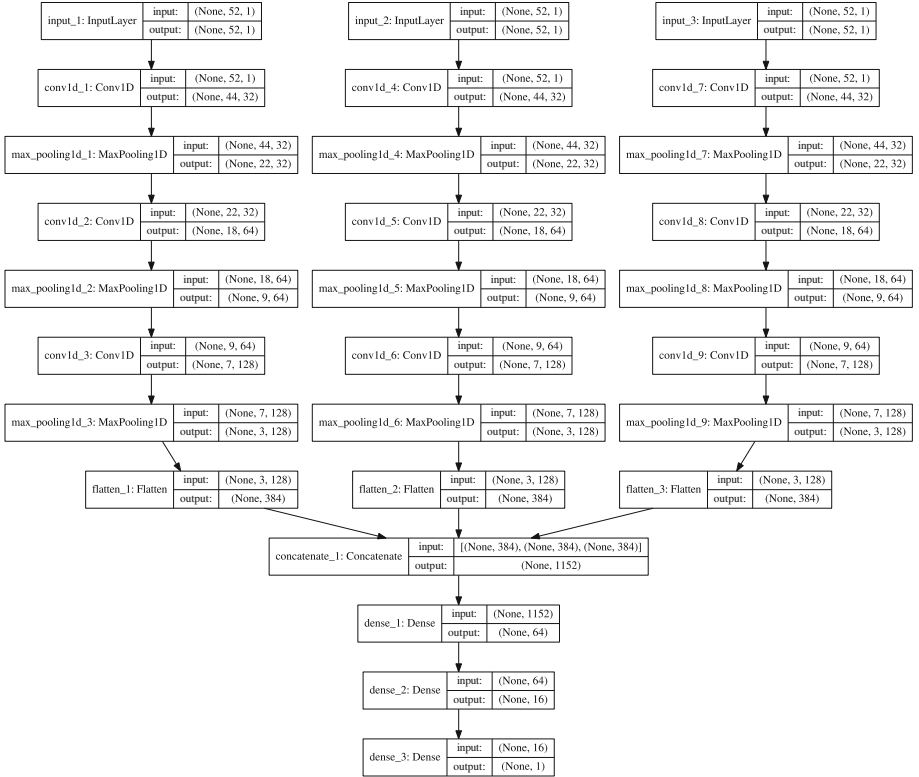 input_1: InputLayer input: (None, 52, 1) output: (None, 52, 1)
input_2: InputLayer input: (None, 52, 1) output: (None, 52, 1)
input_3: InputLayer input: (None, 52, 1) output: (None, 52, 1)
conv1d_1: Conv1D input: (None, 52, 1) output: (None, 44, 32)
conv1d_4: Conv1D input: (None, 52, 1) output: (None, 44, 32)
conv1d_7: Conv1D input: (None, 52, 1) output: (None, 44, 32)
max_pooling1d_1: MaxPooling1D input: (None, 44, 32) output: (None, 22, 32)
max_pooling1d_4: MaxPooling1D input: (None, 44, 32) output: (None, 22, 32)
max_pooling1d_7: MaxPooling1D input: (None, 44, 32) output: (None, 22, 32)
conv1d_2: Conv1D input: (None, 22, 32) output: (None, 18, 64)
conv1d_5: Conv1D input: (None, 22, 32) output: (None, 18, 64)
conv1d_8: Conv1D input: (None, 22, 32) output: (None, 18, 64)
max_pooling1d_2: MaxPooling1D input: (None, 18, 64) output: (None, 9, 64)
max_pooling1d_5: MaxPooling1D input: (None, 18, 64) output: (None, 9, 64)
max_pooling1d_8: MaxPooling1D input: (None, 18, 64) output: (None, 9, 64)
conv1d_3: Conv1D input: (None, 9, 64) output: (None, 7, 128)
conv1d_6: Conv1D input: (None, 9, 64) output: (None, 7, 128)
conv1d_9: Conv1D input: (None, 9, 64) output: (None, 7, 128)
max_pooling1d_3: MaxPooling1D input: (None, 7, 128) output: (None, 3, 128)
max_pooling1d_6: MaxPooling1D input: (None, 7, 128) output: (None, 3, 128)
max_pooling1d_9: MaxPooling1D input: (None, 7, 128) output: (None, 3, 128)
flatten_1: Flatten input: (None, 3, 128) output: (None, 384)
flatten_2: Flatten input: (None, 3, 128) output: (None, 384)
flatten_3: Flatten input: (None, 3, 128) output: (None, 384)
concatenate_1: Concatenate input: [(None, 384), (None, 384), (None, 384)] output: (None, 1152)
dense_1: Dense input: (None, 1152) output: (None, 64)
dense_2: Dense input: (None, 64) output: (None, 16)
dense_3: Dense input: (None, 16) output: (None, 1)